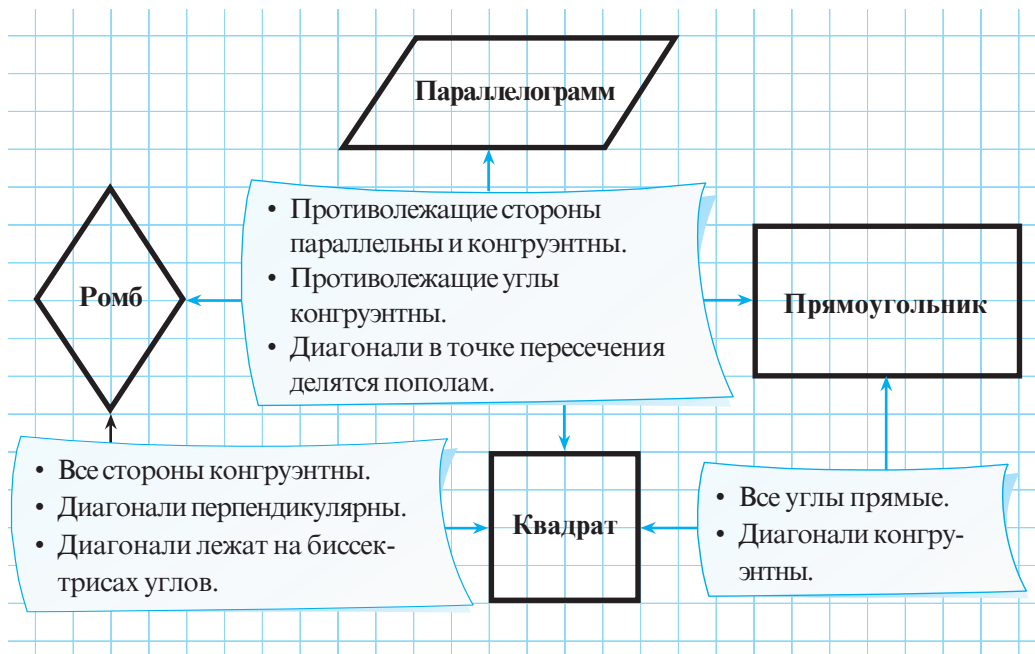 Параллелограмм
• Противолежащие стороны
параллельны и конгруэнтны.
• Противолежащие углы
конгруэнтны.
• Диагонали в точке пересечения
делятся пополам.
Ромб
Прямоугольник
• Все стороны конгруэнтны.
• Диагонали перпендикулярны.
• Диагонали лежат на биссек-
трисах углов.
Квадрат
• Все углы прямые.
• Диагонали конгру-
энтны.